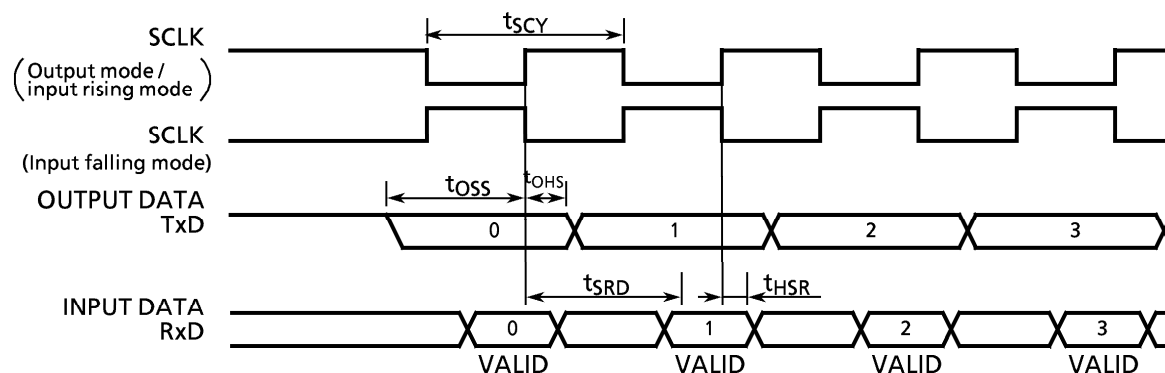 tSCY
SCLK
(Output mode /
input rising mode)
SCLK
(Input falling mode)
tOSS
tOHS
OUTPUT DATA
TxD
0 1 2 3
tSRD
tHSR
INPUT DATA
RxD
0 1 2 3
VALID VALID VALID VALID